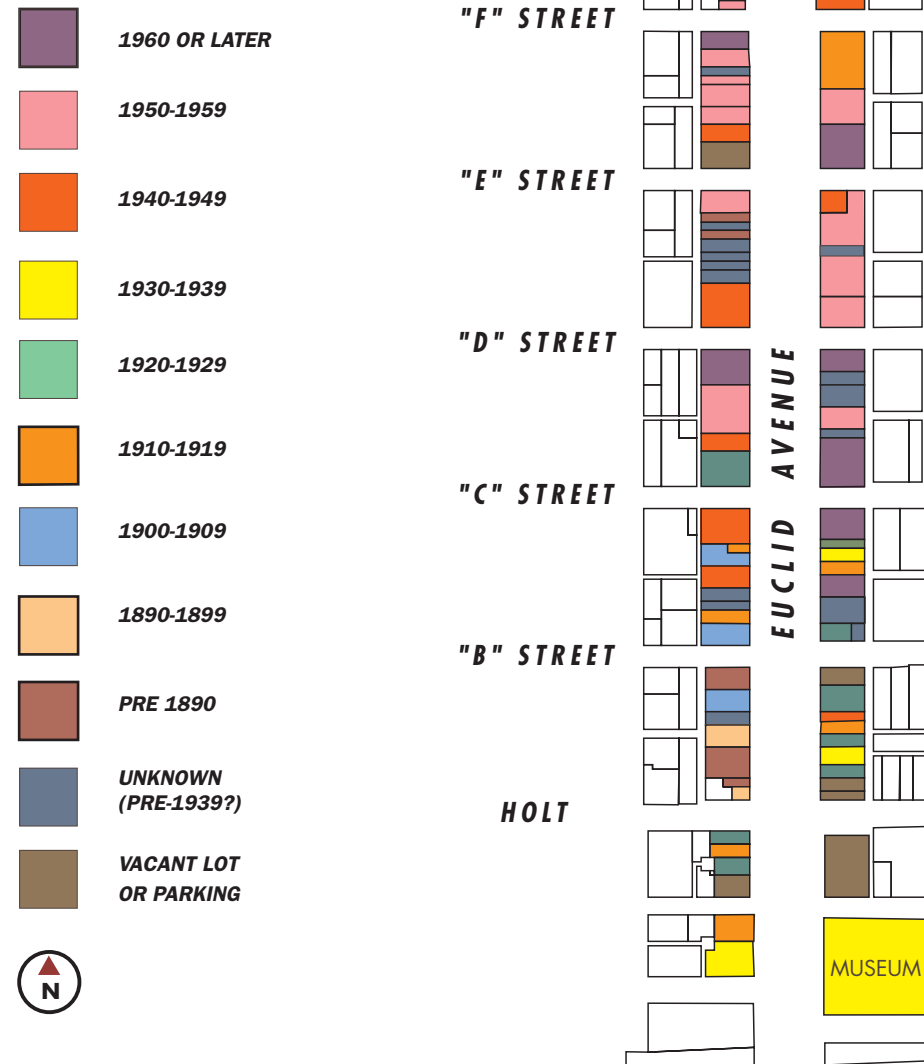 1960 OR LATER
1950-1959
1940-1949
1930-1939
1920-1929
1910-1919
1900-1909
1890-1899
PRE 1890
UNKNOWN
(PRE-1939?)
VACANT LOT
OR PARKING
N
"F" STREET
"E" STREET
"D" STREET
"C" STREET
"B" STREET
HOLT
EUCLID AVENUE
MUSEUM